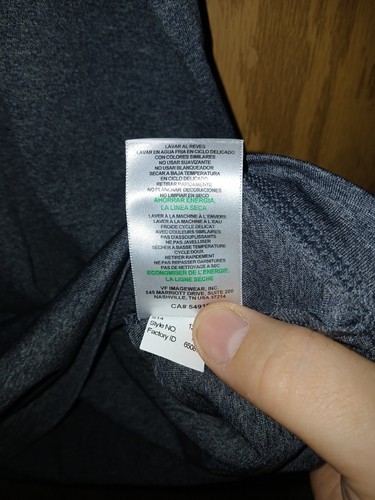 LAVAR AL REVES
LAVAR EN AGUA FRIA EN CICLO DELICADO
CON COLORES SIMILARES
NO USAR SUAVIZANTE
NO USAR BLANQUEADOR
SECAR A BAJA TEMPERATURA
EN CICLO DELICADO
RETIRAR RAPIDAMENTE
NO PLANCHAR DECORACIONES
NO LIMPIAR EN SECO
AHORRAR ENERGIA,
LA LINEA SECA
LAVER A LA MACHINE A L'ENVERS
LAVER A LA MACHINE A L'EAU
FROIDE CYCLE DELICAT
AVEC COULEURS SIMILAIRES
PAS D'ASSOUPLISSANTS
NE PAS JAVELLISER
SECHER A BASSE TEMPERATURE
CYCLE DOUX
RETIRER RAPIDEMENT
NE PAS REPASSER GARNITURES
PAS DE NETTOYAGE A SEC
ECONOMISER DE L'ENERGIE,
LA LIGNE SECHE
VF IMAGEWEAR, INC.
545 MARRIOTT DRIVE, SUITE 200
NASHVILLE, TN USA 37214
CA# 5491
Style NO
Factory ID 650